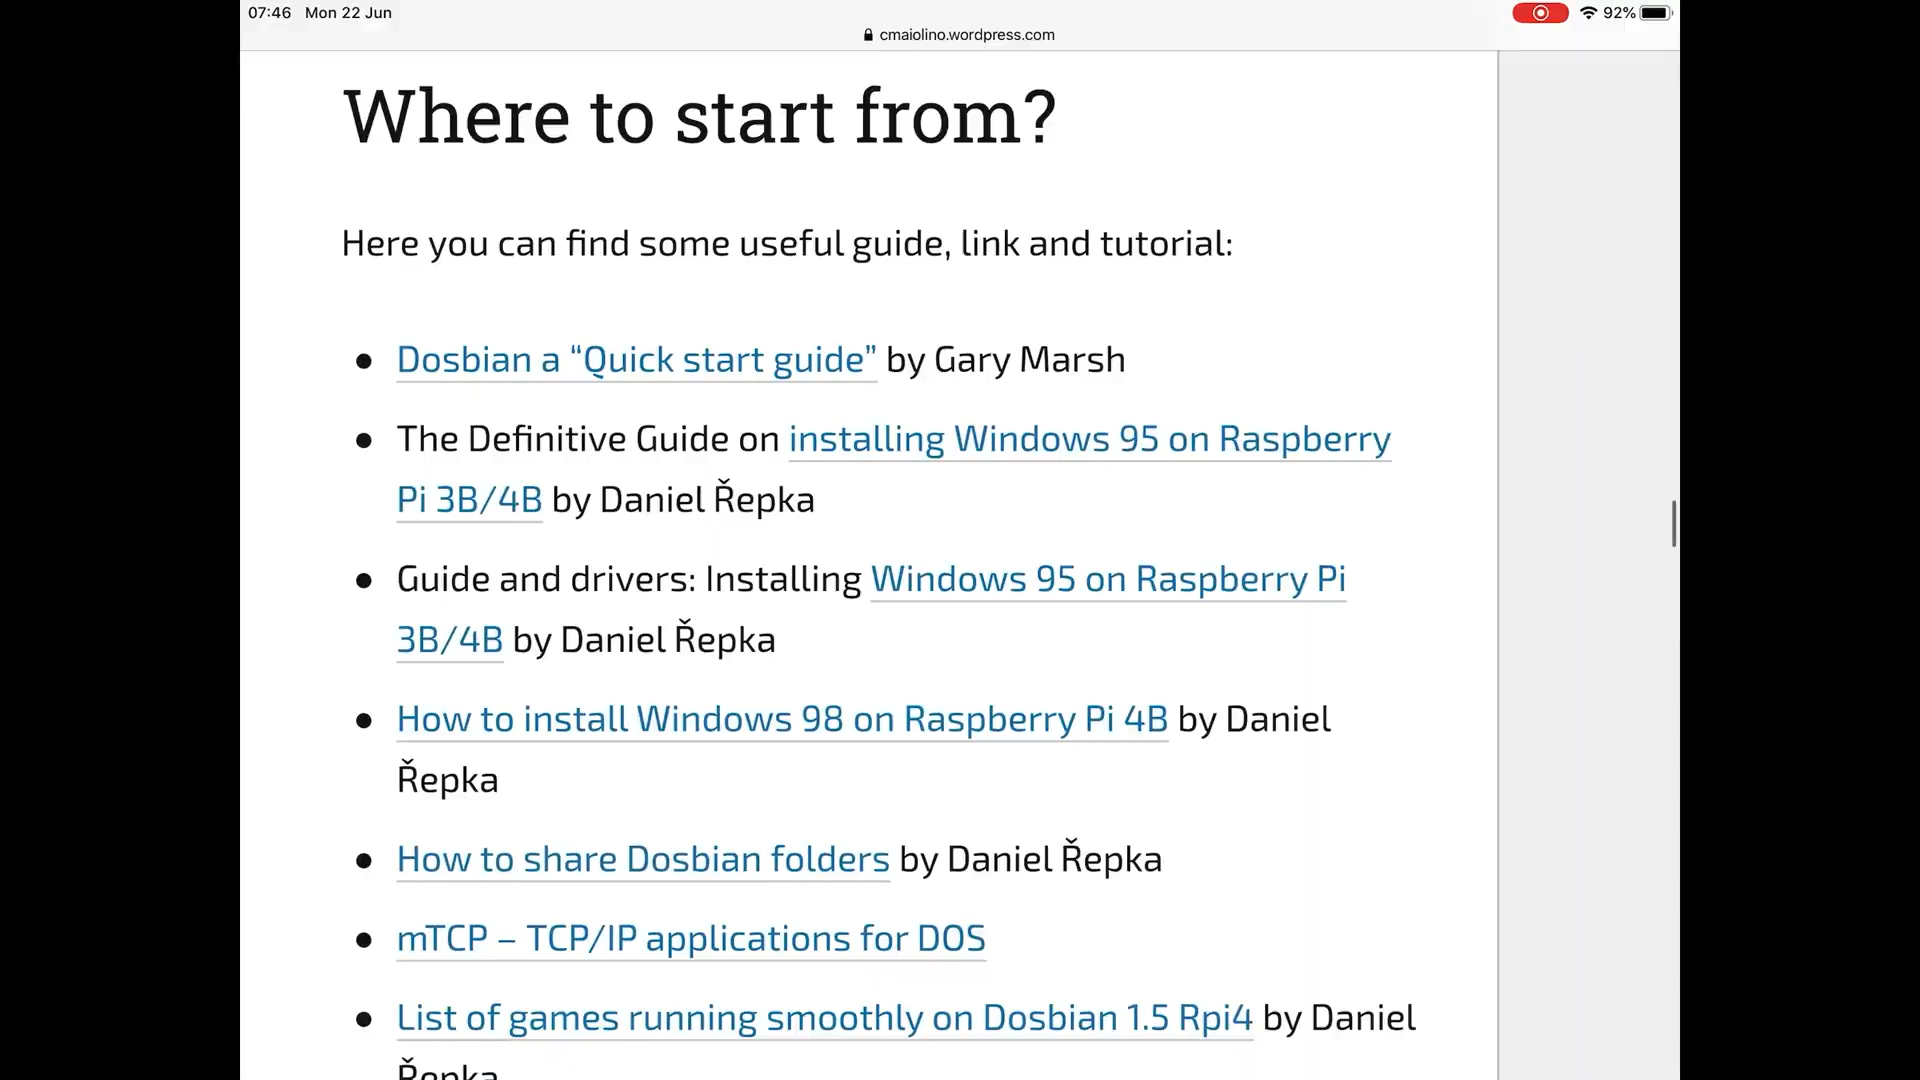 07:46 Mon 22 Jun
92%
cmaiolino.wordpress.com
Where to start from?
Here you can find some useful guide, link and tutorial:
● Dosbian a “Quick start guide” by Gary Marsh
● The Definitive Guide on installing Windows 95 on Raspberry
Pi 3B/4B by Daniel Řepka
● Guide and drivers: Installing Windows 95 on Raspberry Pi
3B/4B by Daniel Řepka
● How to install Windows 98 on Raspberry Pi 4B by Daniel
Řepka
● How to share Dosbian folders by Daniel Řepka
● mTCP – TCP/IP applications for DOS
● List of games running smoothly on Dosbian 1.5 Rpi4 by Daniel
Řepka